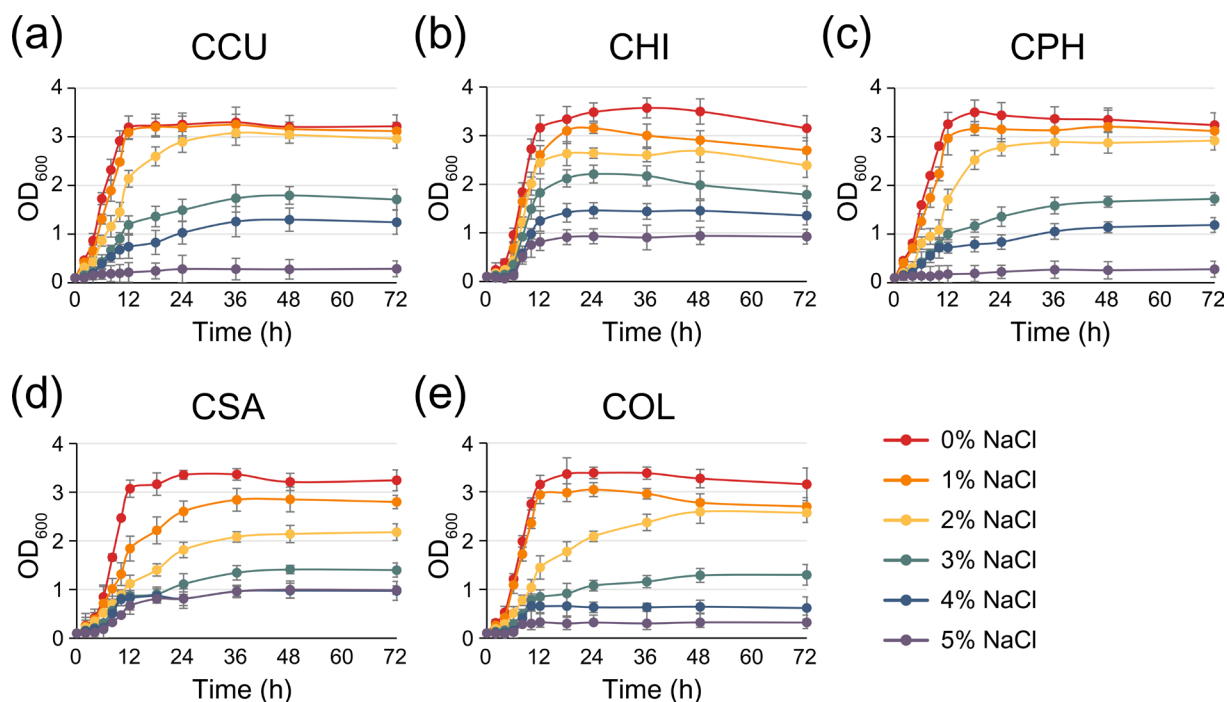 (a) CCU
(b) CHI
(c) CPH
OD600
4
3
2
1
0
0 12 24 36 48 60 72
Time (h)
OD600
4
3
2
1
0
0 12 24 36 48 60 72
Time (h)
OD600
4
3
2
1
0
0 12 24 36 48 60 72
Time (h)
(d) CSA
(e) COL
OD600
4
3
2
1
0
0 12 24 36 48 60 72
Time (h)
OD600
4
3
2
1
0
0 12 24 36 48 60 72
Time (h)
0% NaCl
1% NaCl
2% NaCl
3% NaCl
4% NaCl
5% NaCl